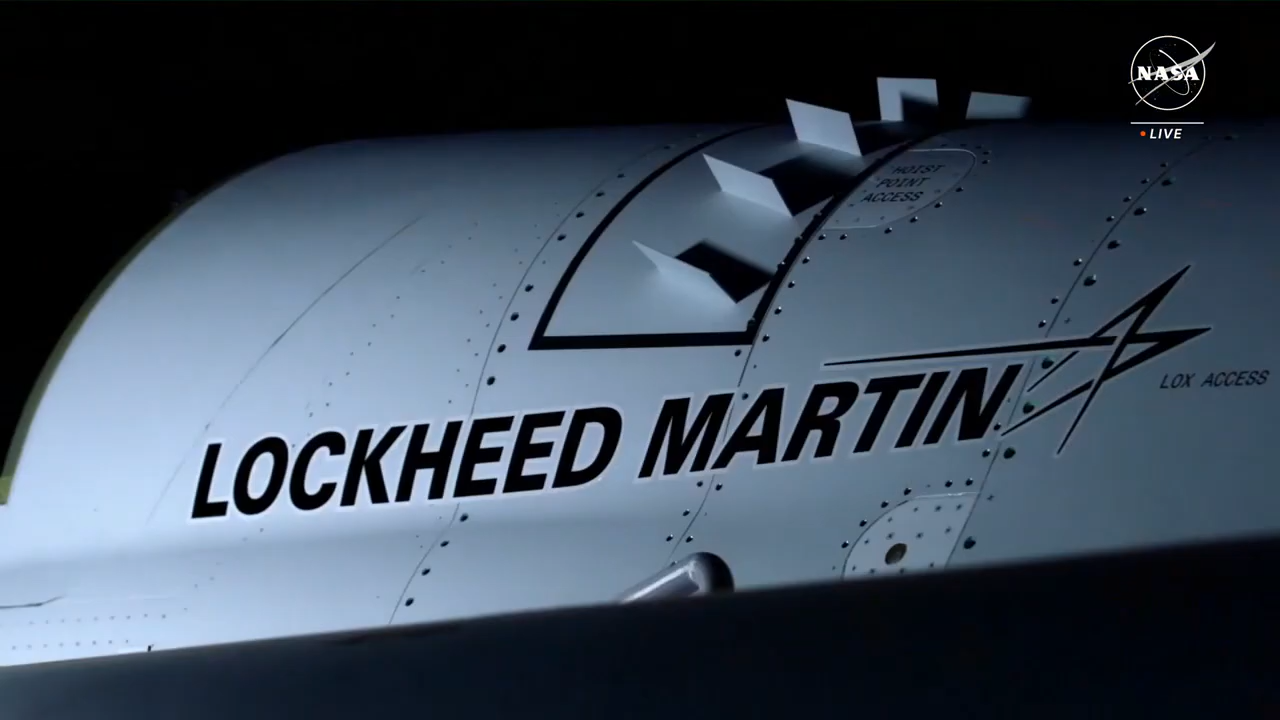 NASA
LIVE
HOIST
POINT
ACCESS
LOCKHEED MARTIN
LOX ACCESS